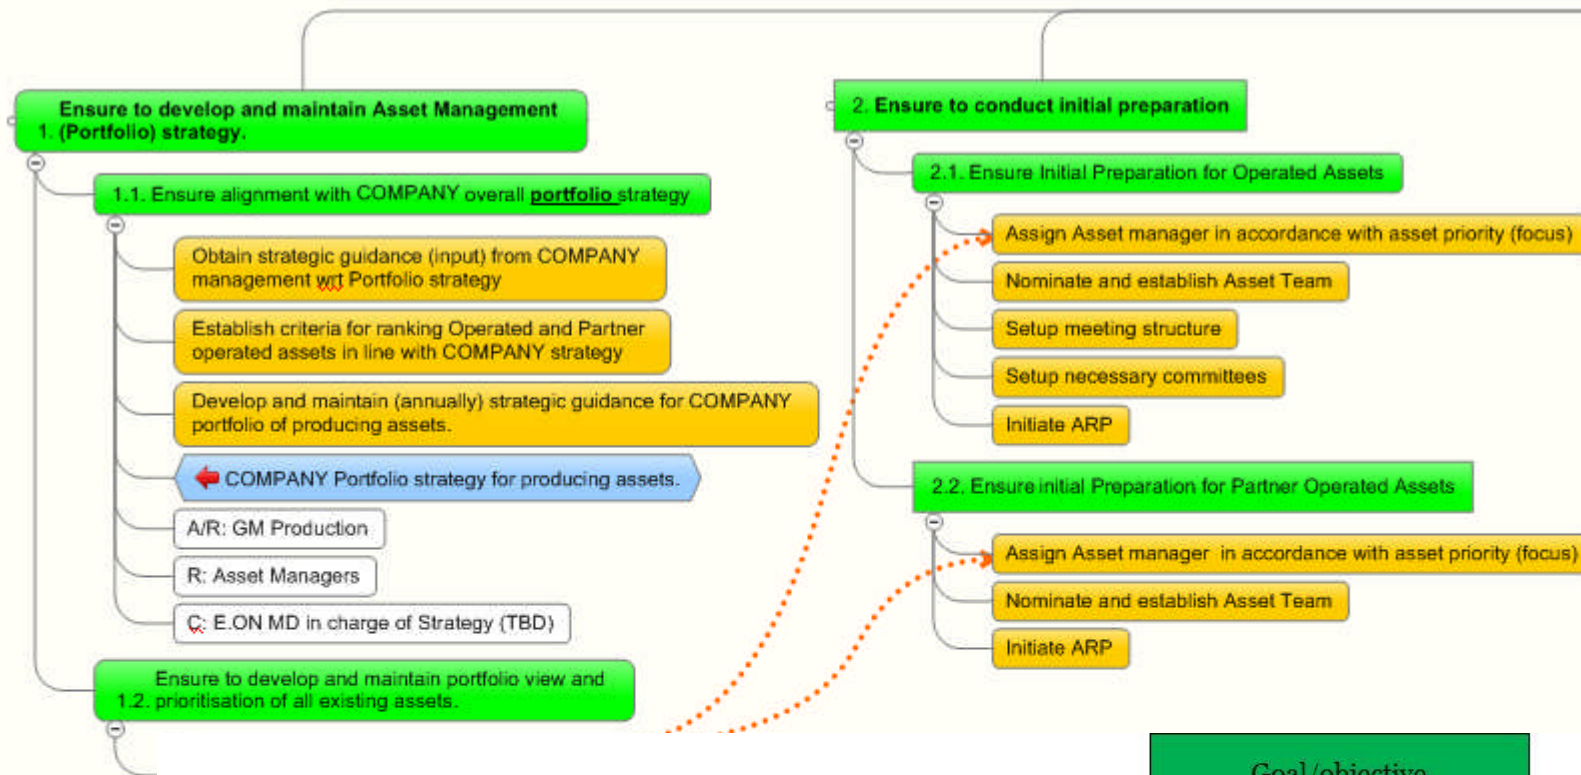 Ensure to develop and maintain Asset Management
1. (Portfolio) strategy.
1.1. Ensure alignment with COMPANY overall portfolio strategy
Obtain strategic guidance (input) from COMPANY
management wrt Portfolio strategy
Establish criteria for ranking Operated and Partner
operated assets in line with COMPANY strategy
Develop and maintain (annually) strategic guidance for COMPANY
portfolio of producing assets.
COMPANY Portfolio strategy for producing assets.
A/R: GM Production
R: Asset Managers
C: E.ON MD in charge of Strategy (TBD)
Ensure to develop and maintain portfolio view and
1.2. prioritisation of all existing assets.
2. Ensure to conduct initial preparation
2.1. Ensure Initial Preparation for Operated Assets
Assign Asset manager in accordance with asset priority (focus)
Nominate and establish Asset Team
Setup meeting structure
Setup necessary committees
Initiate ARP
2.2. Ensure initial Preparation for Partner Operated Assets
Assign Asset manager in accordance with asset priority (focus)
Nominate and establish Asset Team
Initiate ARP
Goal/objective